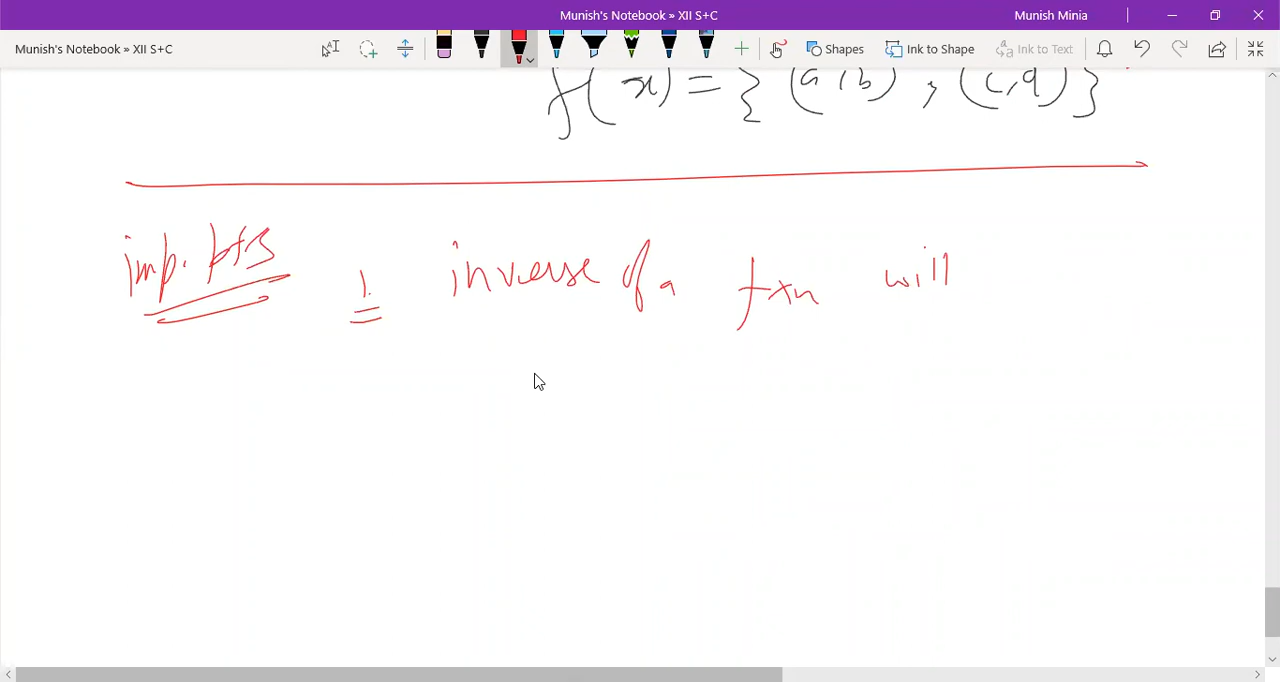 Munish's Notebook » XII S+C
Munish Minia
Munish's Notebook » XII S+C
Shapes
Ink to Shape
Ink to Text
f(x) = {(a, b), (c, d)}
imp. pts
1. inverse of a fxn will